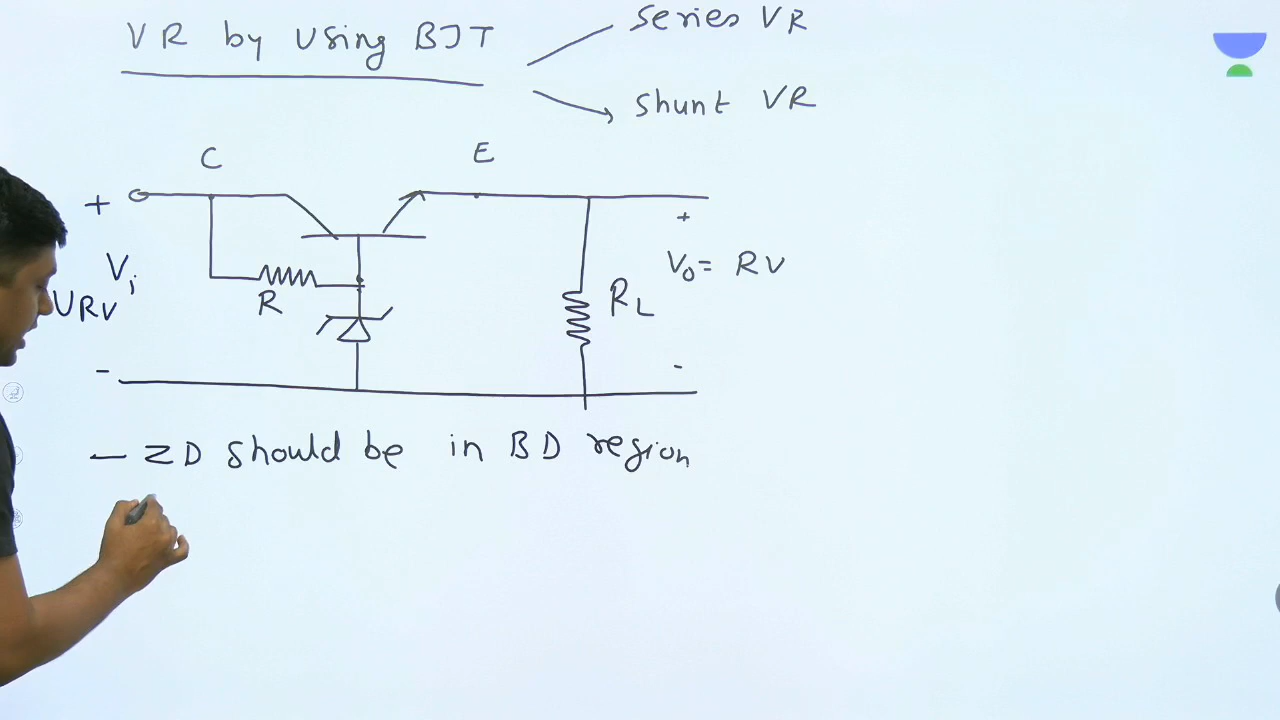 VR by Using BJT
Series VR
Shunt VR
C
E
+
+
Vi
URV
R
RL
Vo = RV
-
-
- ZD Should be in BD region